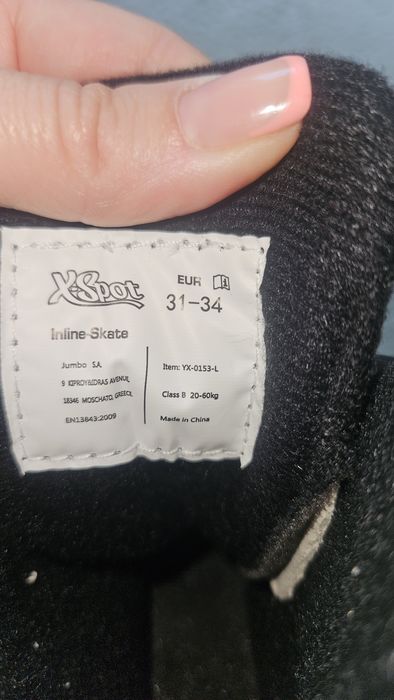 X-Spot
EUR
31-34
Inline Skate
Jumbo S.A.
9 KIPROY&IDRAS AVENUE,
18346 MOSCHATO, GREECE
EN13843:2009
Item: YX-0153-L
Class B 20-60kg
Made in China